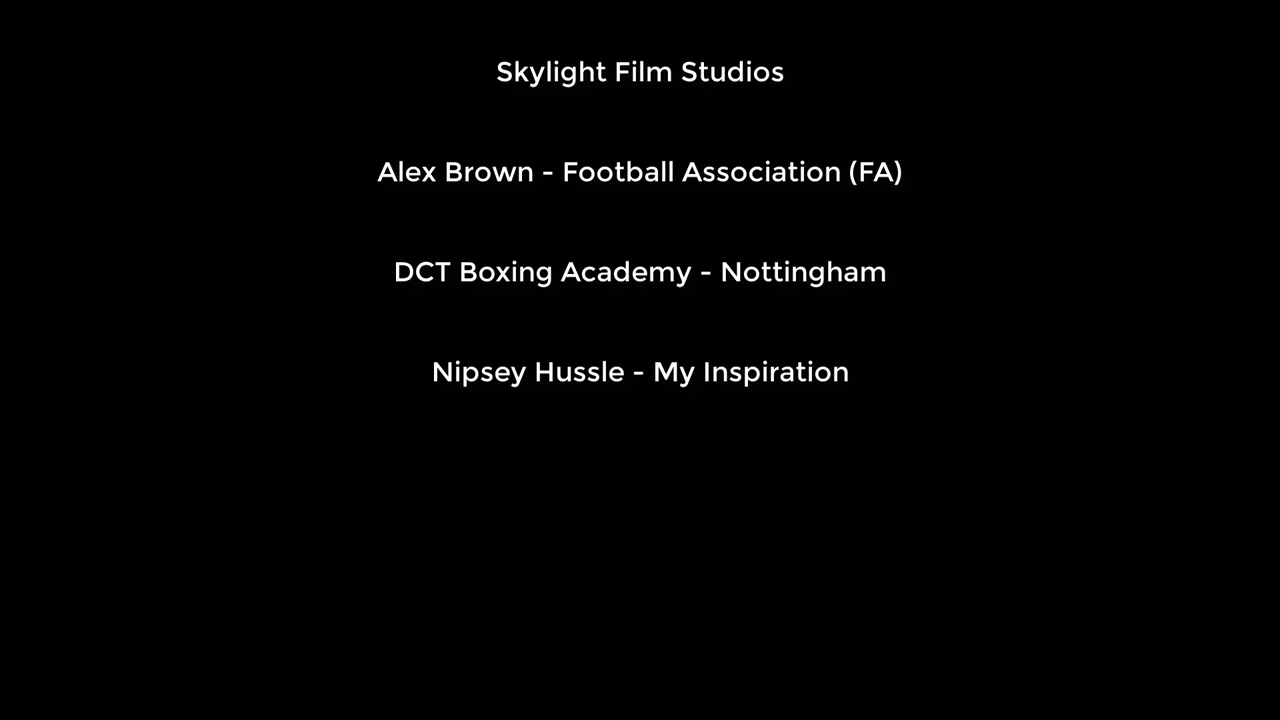 Skylight Film Studios
Alex Brown - Football Association (FA)
DCT Boxing Academy - Nottingham
Nipsey Hussle - My Inspiration